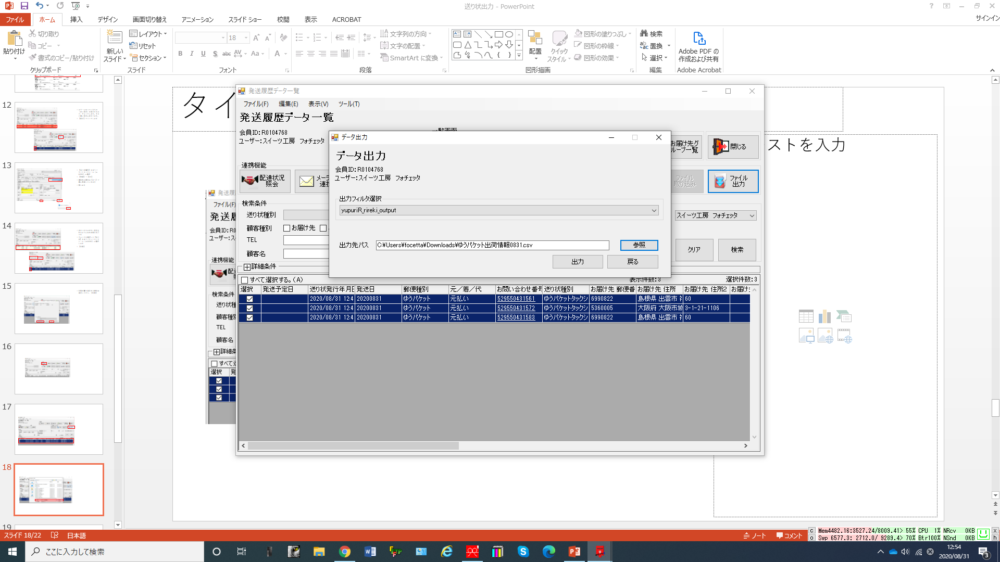 送り状出力 - PowerPoint
サインイン
ファイル ホーム 挿入 デザイン 画面切り替え アニメーション スライド ショー 校閲 表示 ACROBAT
貼り付け
切り取り
コピー
書式のコピー/貼り付け
クリップボード
新しい
スライド
レイアウト
リセット
セクション
スライド
18
フォント
文字列の方向
文字の配置
SmartArt に変換
段落
配置
クイック
スタイル
図形の塗りつぶし
図形の枠線
図形の効果
図形描画
検索
置換
選択
編集
Adobe PDF の
作成および共有
Adobe Acrobat
12
13
14
15
16
17
18
19
ストを入力
発送履歴データ一覧
ファイル(F) 編集(E) 表示(V) ツール(T)
発送履歴データ一覧
会員ID:R0104768
ユーザー:スイーツ工房 フォチェッタ
一覧画面
お届け先グ
ループ一覧
閉じる
連携機能
配達状況
照会
ファイル
取り込み
ファイル
出力
検索条件
送り状種別
顧客種別 お届け先
TEL
顧客名
詳細条件
スイーツ工房 フォチェッタ
クリア 検索
データ出力
データ出力
会員ID:R0104768
ユーザー:スイーツ工房 フォチェッタ
出力フィルタ選択
yupuriR_rireki_output
出力先パス C:¥Users¥focetta¥Downloads¥ゆうパケット出荷情報0831.csv 参照
出力 戻る
すべて選択する。(A) 表示件数:3 選択件数:3
選択 発送予定日 送り状発行年月日 発送日 郵便種別 元／着／代 お問い合わせ番号 送り状種別 お届け先 郵便番 お届け先 住所 お届け先 住所2
2020/08/31 12:4 20200831 ゆうパケット 元払い 529550431561 ゆうパケットタックシ 6990822 島根県 出雲市 60
2020/08/31 12:4 20200831 ゆうパケット 元払い 529550431572 ゆうパケットタックシ 5360005 大阪府 大阪市城 3-1-21-1106
2020/08/31 12:4 20200831 ゆうパケット 元払い 529550431583 ゆうパケットタックシ 6990822 島根県 出雲市 60
ファイル(F)
会員ID:R0
連携機能
検索条件
TEL
顧客名
選択
スライド 18/22 日本語
ノート コメント
Mem4482.16:3527.24/8009.41> 55% CPU 1% NRcv 0KB
Swp 6577.3: 2712.0/ 9289.4> 70% Btr100% NSnd 0KB
ここに入力して検索
12:54
2020/08/31
3